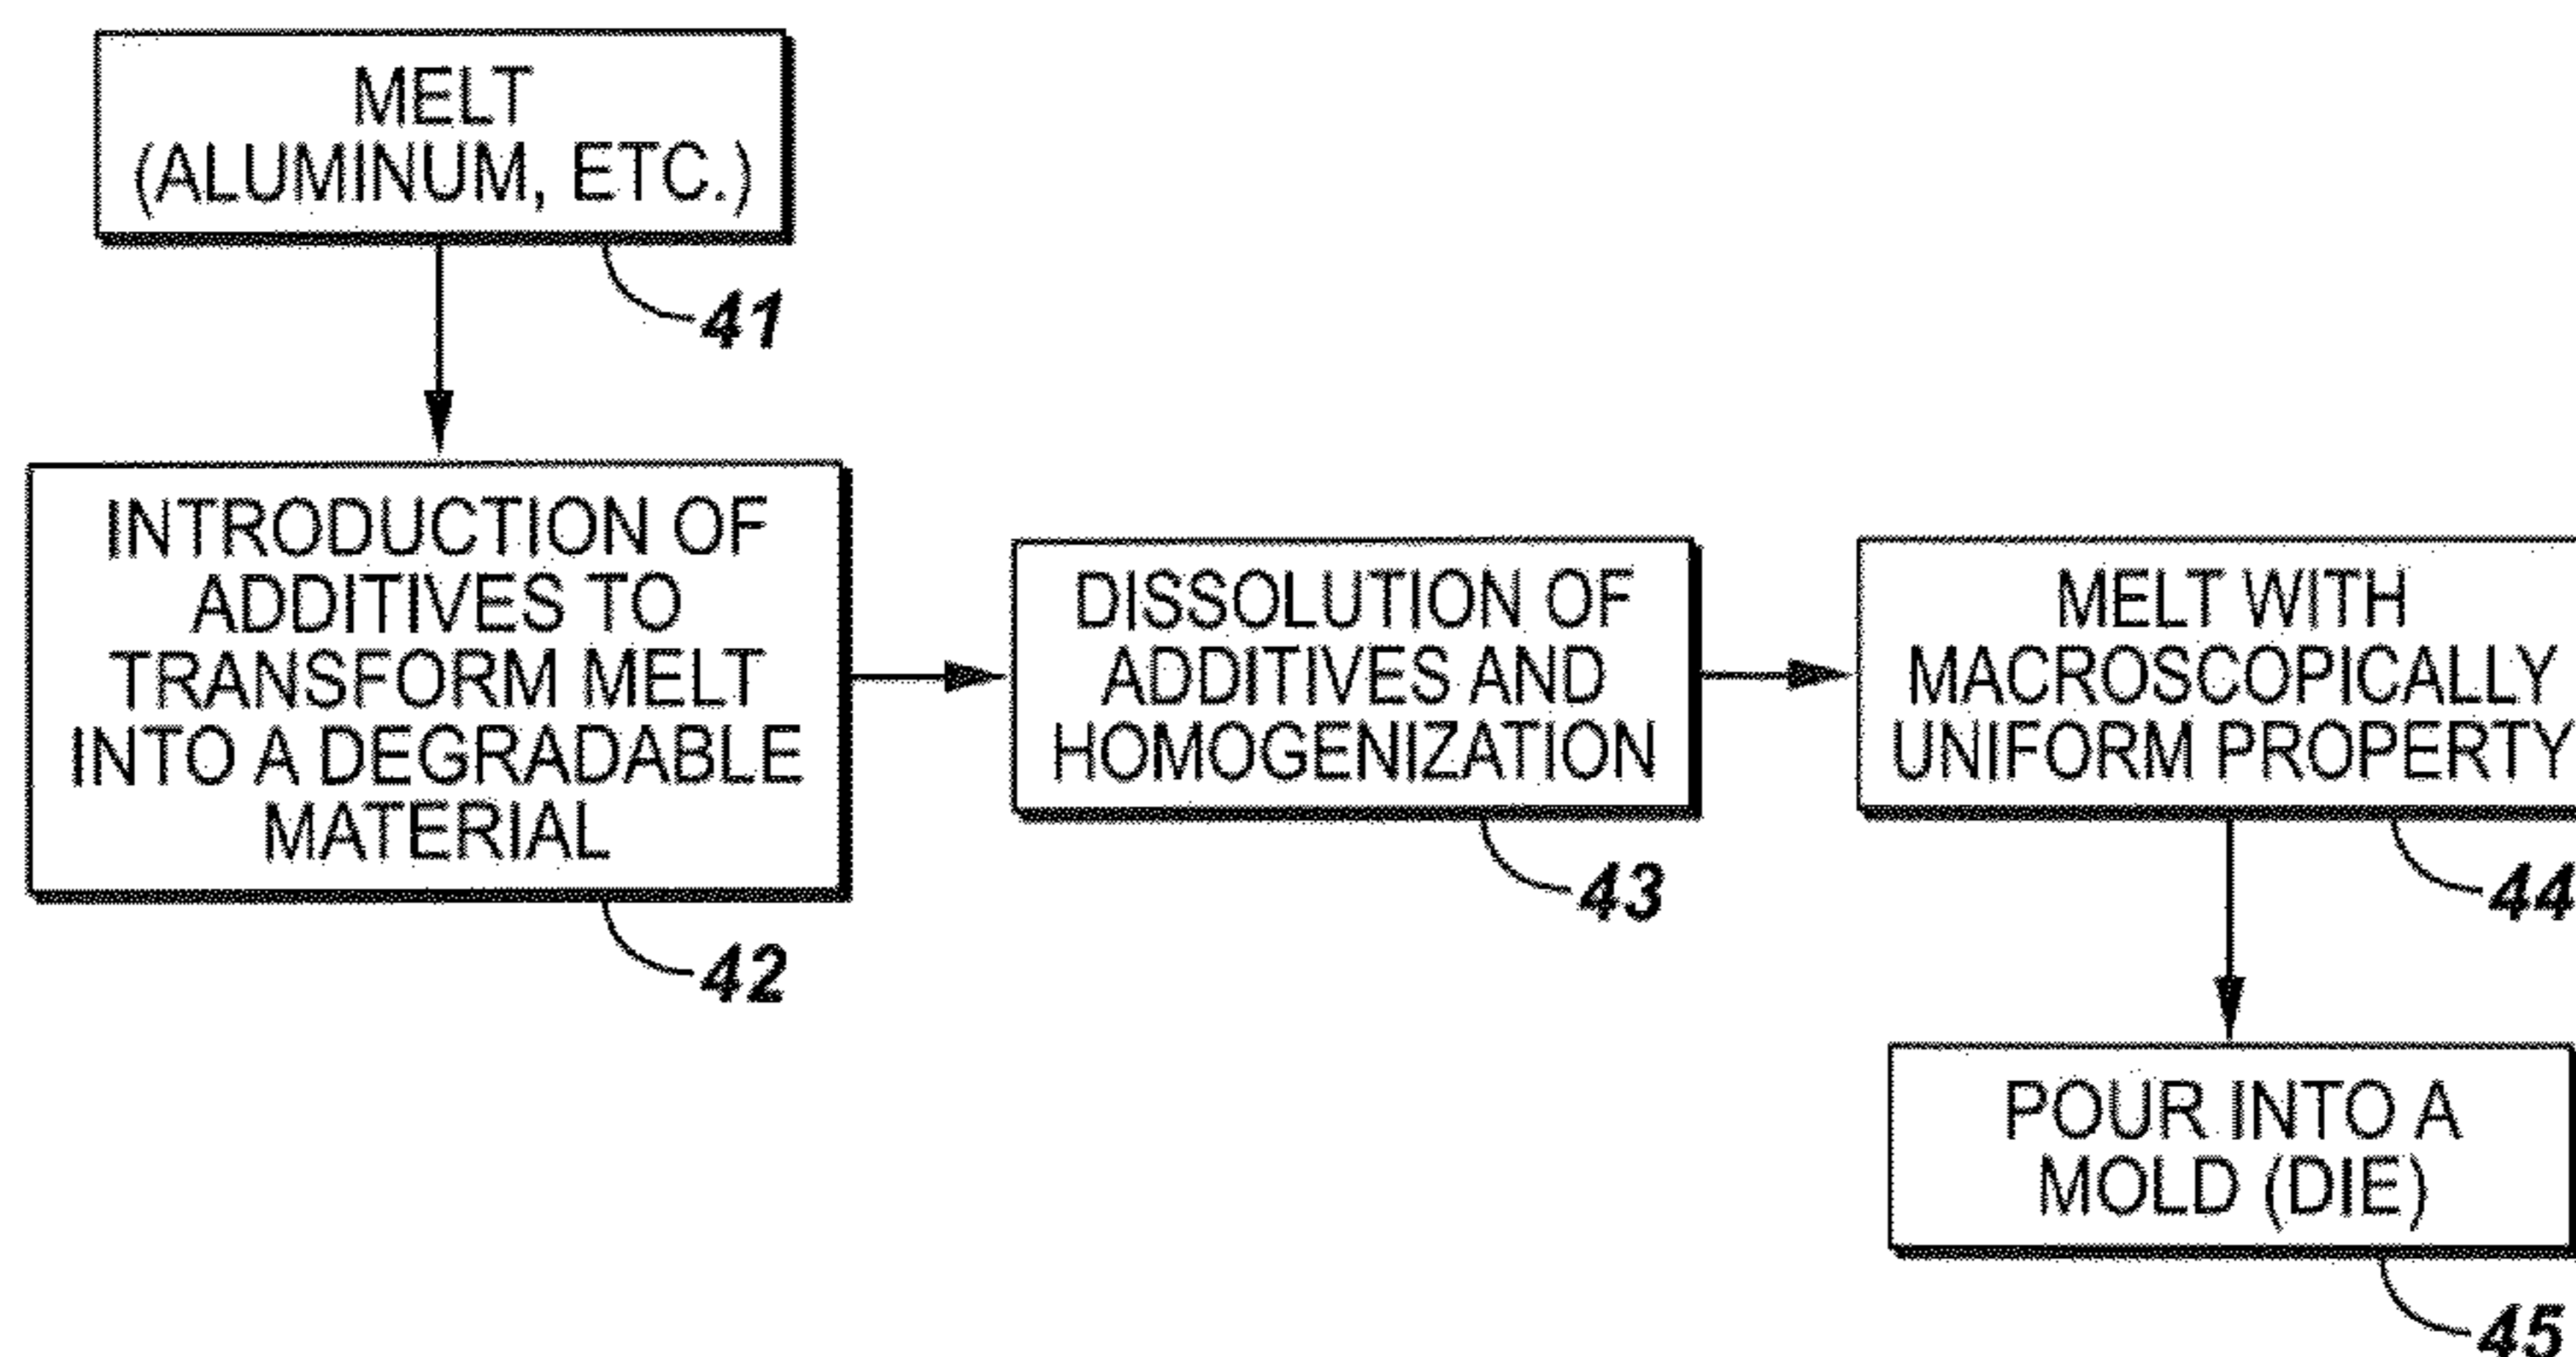 MELT
(ALUMINUM, ETC.)
41
INTRODUCTION OF
ADDITIVES TO
TRANSFORM MELT
INTO A DEGRADABLE
MATERIAL
42
DISSOLUTION OF
ADDITIVES AND
HOMOGENIZATION
43
MELT WITH
MACROSCOPICALLY
UNIFORM PROPERTY
44
POUR INTO A
MOLD (DIE)
45